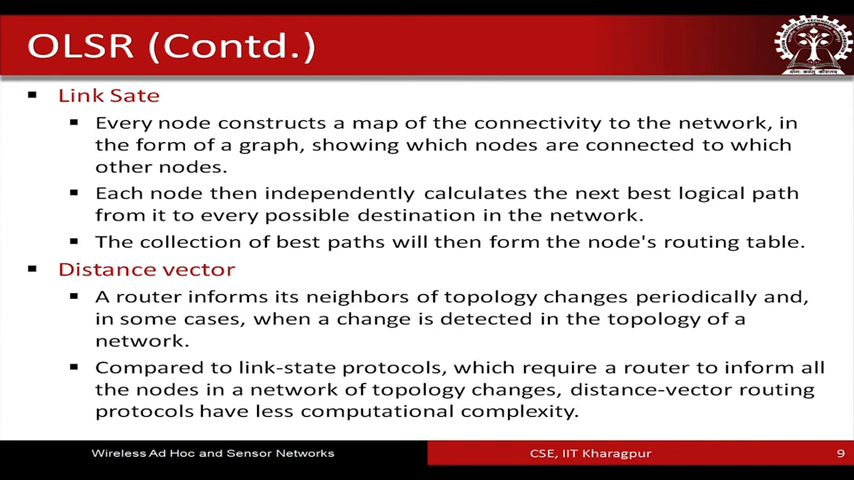 OLSR (Contd.)
Link Sate
Every node constructs a map of the connectivity to the network, in
the form of a graph, showing which nodes are connected to which
other nodes.
Each node then independently calculates the next best logical path
from it to every possible destination in the network.
The collection of best paths will then form the node's routing table.
Distance vector
A router informs its neighbors of topology changes periodically and,
in some cases, when a change is detected in the topology of a
network.
Compared to link-state protocols, which require a router to inform all
the nodes in a network of topology changes, distance-vector routing
protocols have less computational complexity.
Wireless Ad Hoc and Sensor Networks
CSE, IIT Kharagpur
9